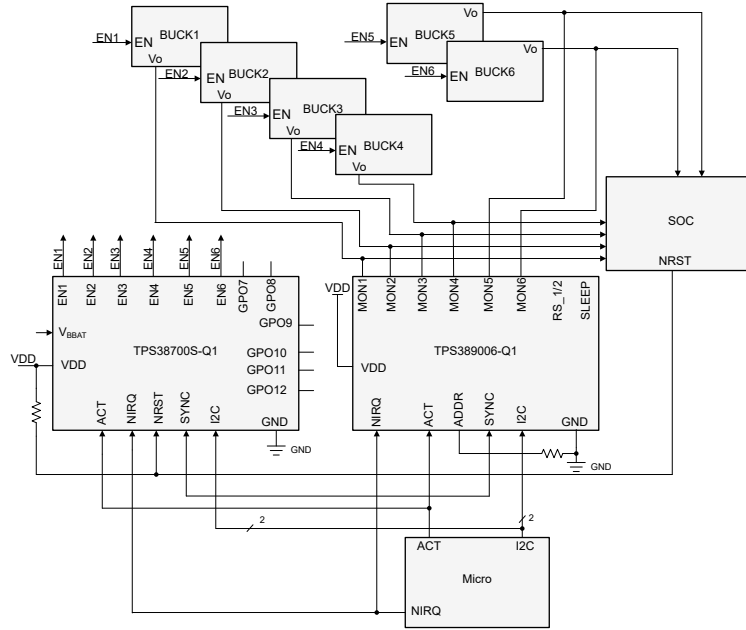 EN1
EN
BUCK1
Vo
EN2
EN
BUCK2
Vo
EN3
EN
BUCK3
Vo
EN4
EN
BUCK4
Vo
EN5
EN
BUCK5
Vo
EN6
EN
BUCK6
Vo
SOC
NRST
EN1
EN2
EN3
EN4
EN5
EN6
EN1
EN2
EN3
EN4
EN5
EN6
GPO7
GPO8
GPO9
GPO10
GPO11
GPO12
VBBAT
VDD
VDD
TPS38700S-Q1
ACT
NIRQ
NRST
SYNC
I2C
GND
GND
VDD
MON1
MON2
MON3
MON4
MON5
MON6
RS_1/2
SLEEP
TPS389006-Q1
VDD
NIRQ
ACT
ADDR
SYNC
I2C
GND
GND
2
2
ACT
I2C
Micro
NIRQ